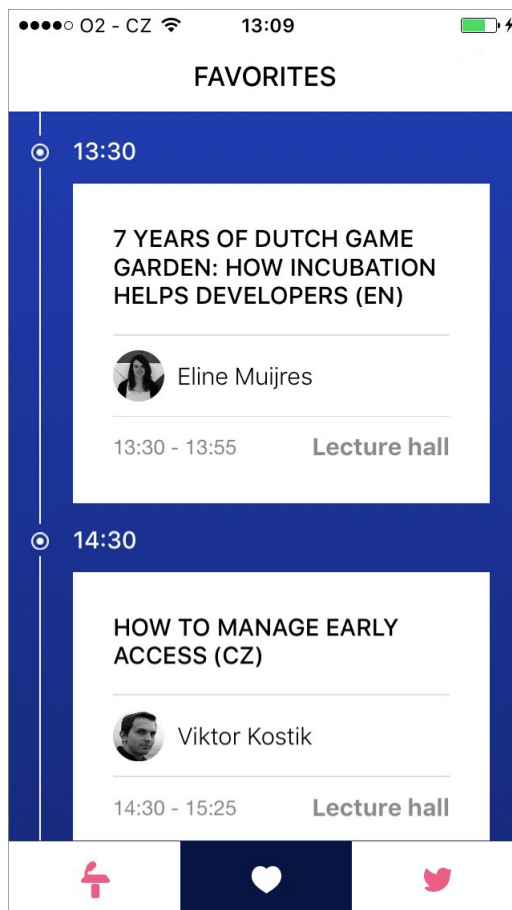 O2 - CZ 13:09
FAVORITES
13:30
7 YEARS OF DUTCH GAME
GARDEN: HOW INCUBATION
HELPS DEVELOPERS (EN)
Eline Muijres
13:30 - 13:55 Lecture hall
14:30
HOW TO MANAGE EARLY
ACCESS (CZ)
Viktor Kostik
14:30 - 15:25 Lecture hall